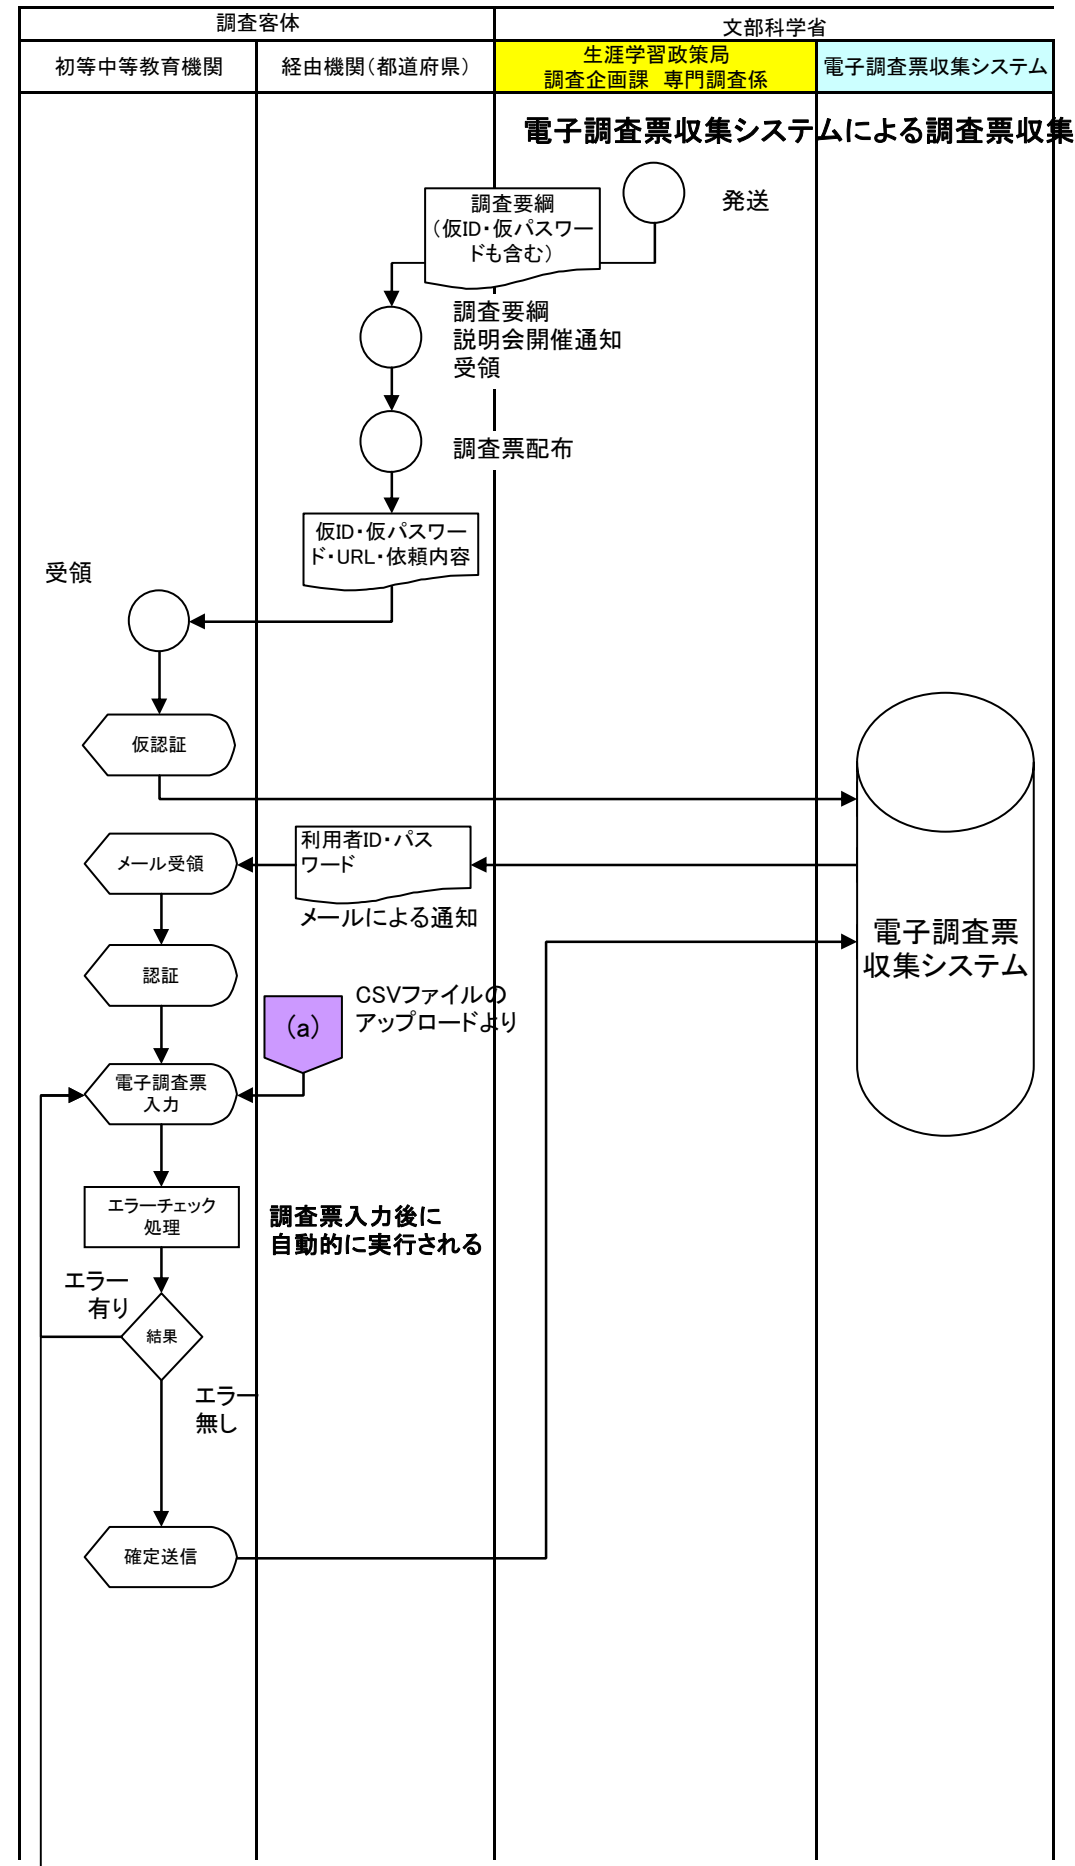 調査客体
文部科学省
初等中等教育機関
経由機関（都道府県）
生涯学習政策局
調査企画課　専門調査係
電子調査票収集システム
電子調査票収集システムによる調査票収集
発送
調査要綱
（仮ID・仮パスワー
ドも含む）
調査要綱
説明会開催通知
受領
調査票配布
仮ID・仮パスワー
ド・URL・依頼内容
受領
仮認証
利用者ID・パス
ワード
メール受領
メールによる通知
電子調査票
収集システム
認証
CSVファイルの
アップロードより
（a）
電子調査票
入力
エラーチェック
処理
調査票入力後に
自動的に実行される
エラー
有り
結果
エラー
無し
確定送信